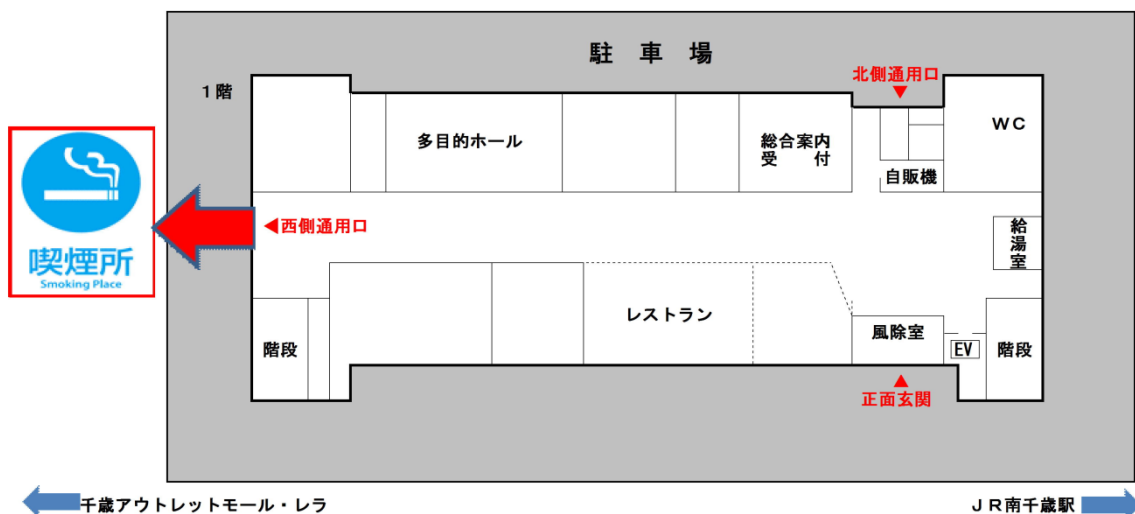 駐車場
1階
北側通用口
WC
多目的ホール
総合案内
受付
自販機
西側通用口
給湯室
喫煙所
Smoking Place
レストラン
風除室
階段
EV
階段
正面玄関
千歳アウトレットモール・レラ
JR南千歳駅